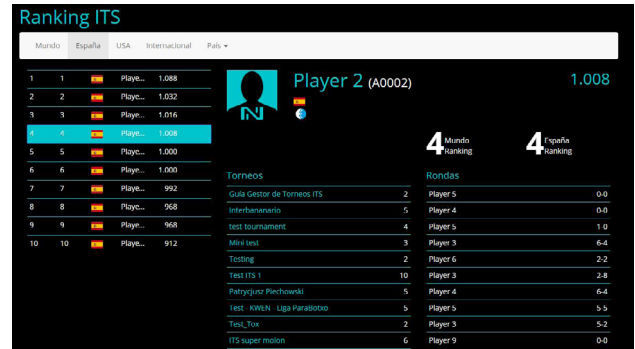 Ranking ITS
Mundo España USA Internacional País
1 1 Playe... 1.088
2 2 Playe... 1.032
3 3 Playe... 1.016
4 4 Playe... 1.008
5 5 Playe... 1.000
6 6 Playe... 1.000
7 7 Playe... 992
8 8 Playe... 968
9 9 Playe... 968
10 10 Playe... 912
N
Player 2 (A0002) 1.008
4 Mundo Ranking
4 España Ranking
Torneos
Guía Gestor de Torneos ITS 2
Interbananario 5
test tournament 4
Mini test 3
Testing 2
Test ITS 1 10
Patrycjusz Piechowski 5
Test - KWEN - Liga ParaBotxo 5
Test_Tox 2
ITS super molon 6
Rondas
Player 5 0-0
Player 4 0-0
Player 5 1-0
Player 3 6-4
Player 6 2-2
Player 3 2-8
Player 4 6-4
Player 5 5-5
Player 3 5-2
Player 9 0-0